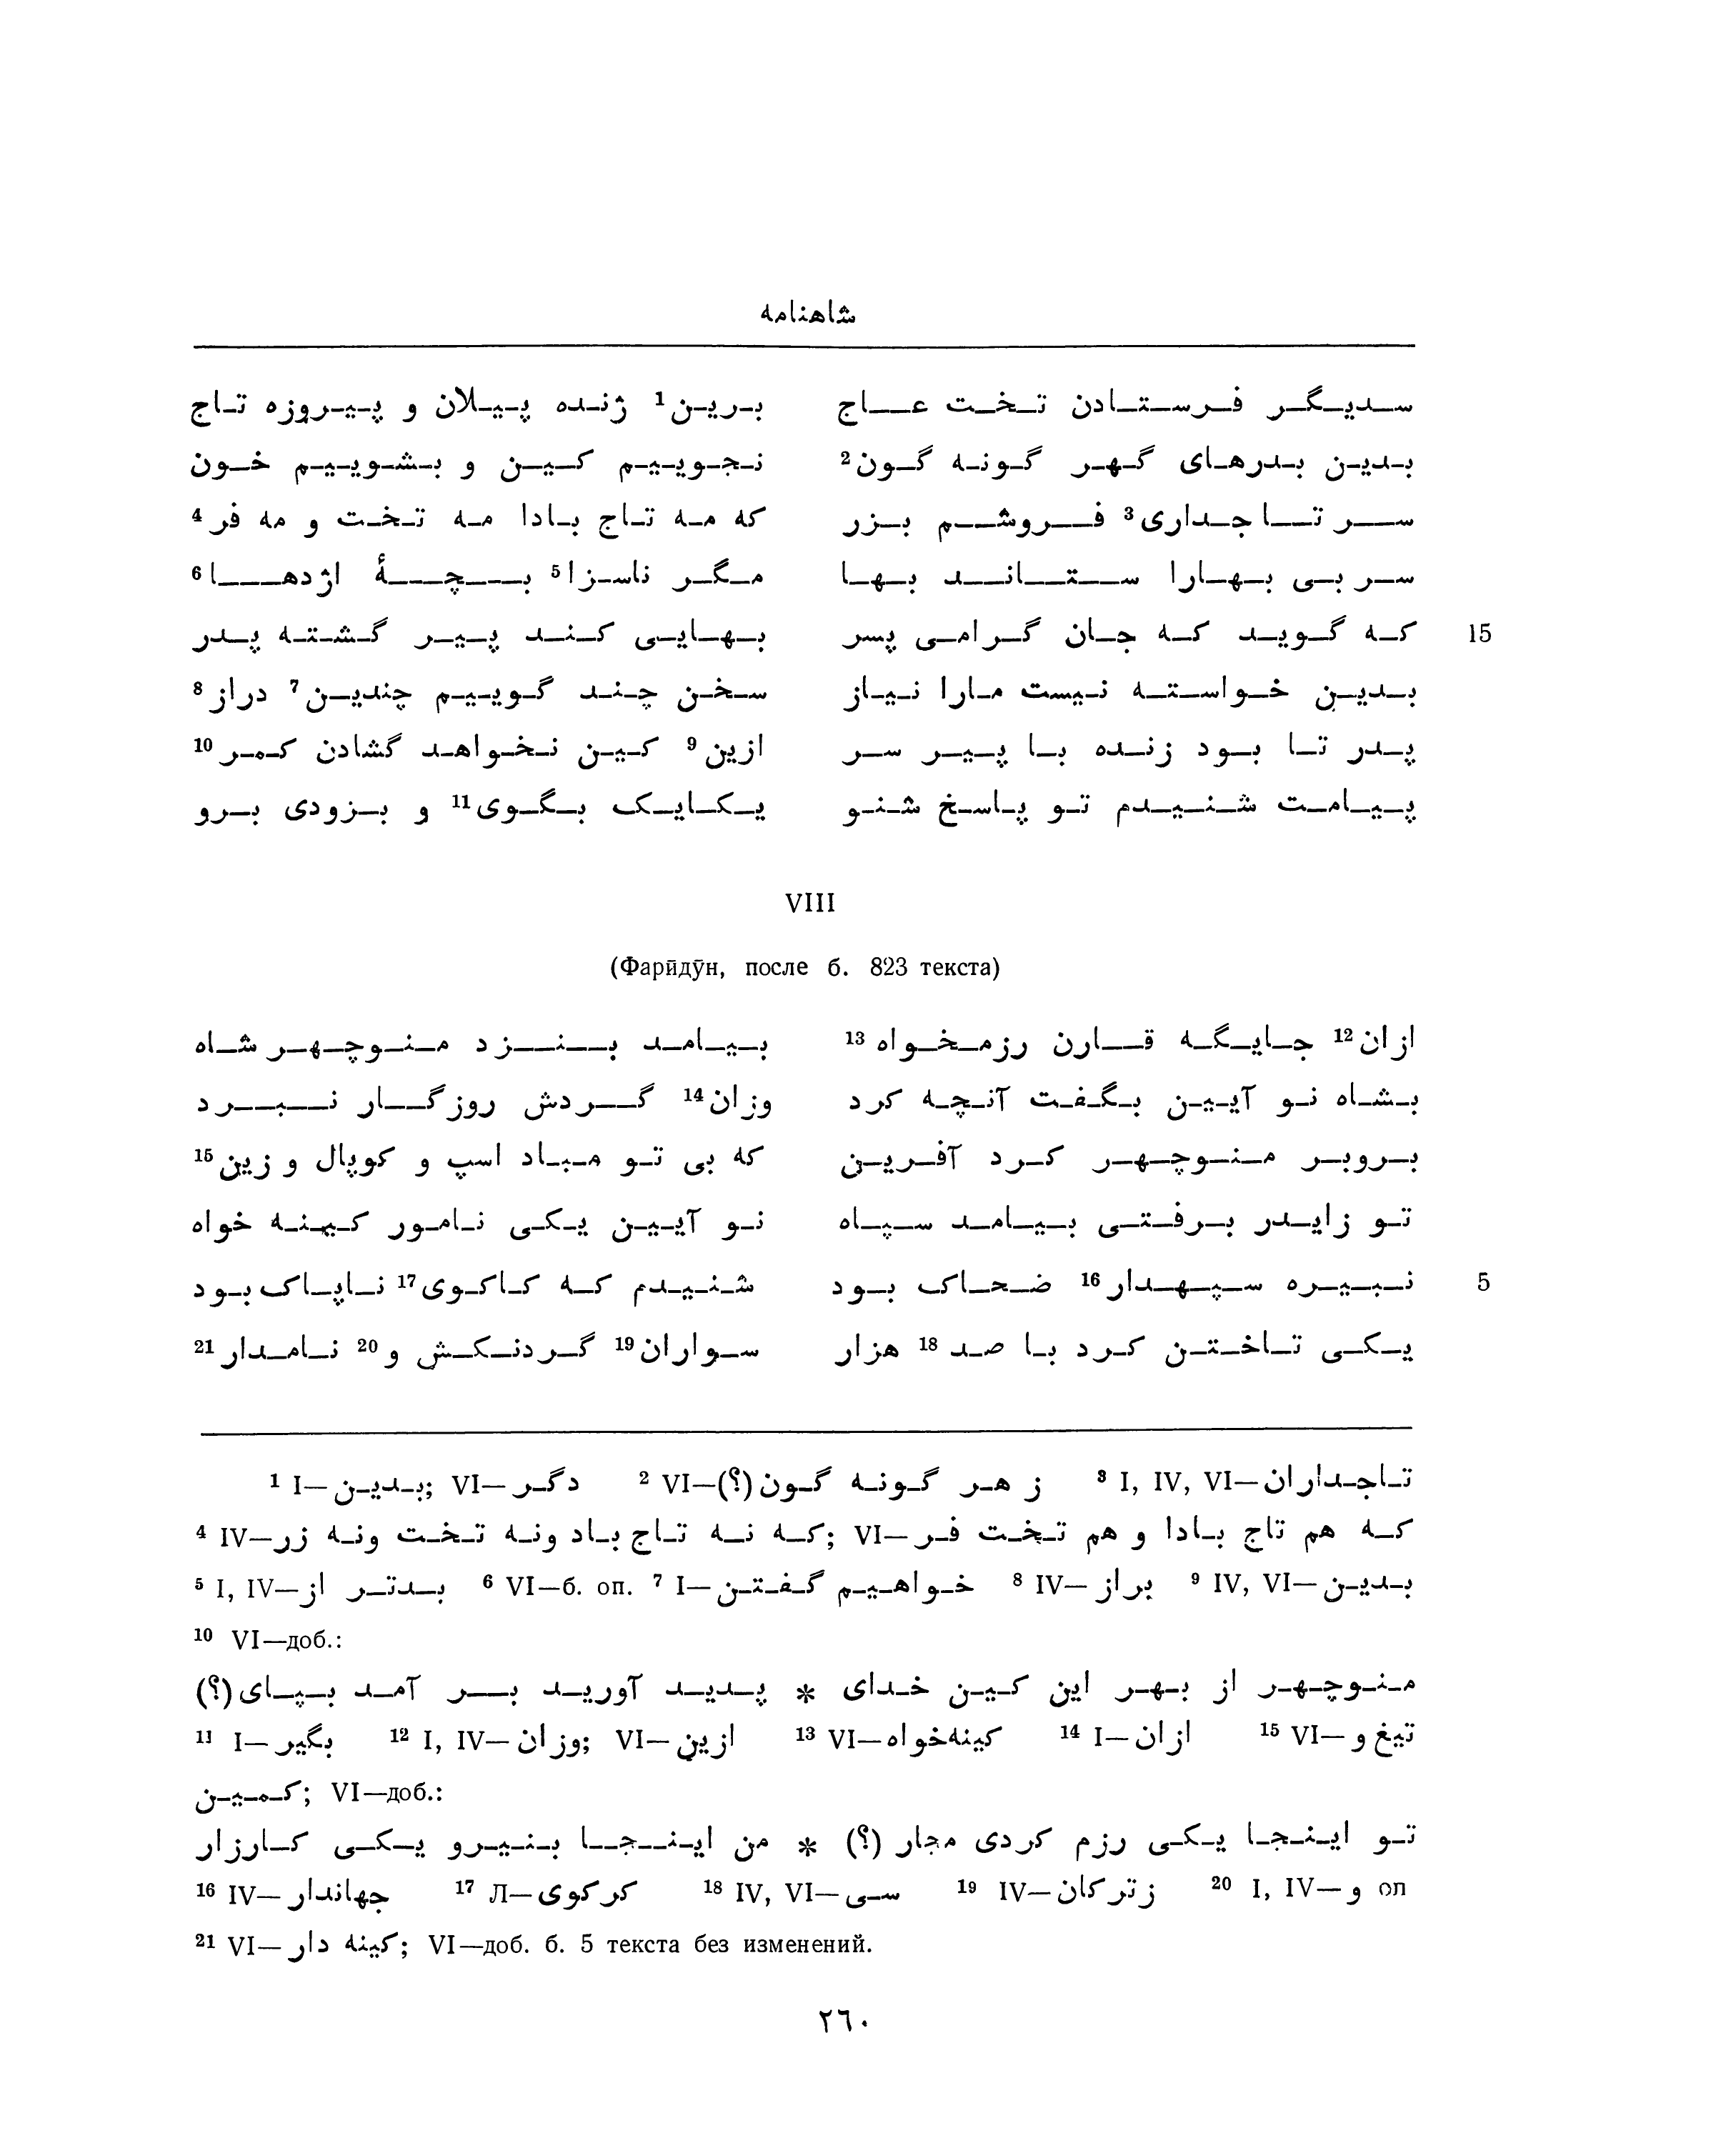 شاهنامه
سدیگر فرستادن تخت عاج برین¹ ژنده پیلان و پیروزه تاج
بدین بدرهای گهر گونه گون² نجوییم کین و بشوییم خون
سر تاجداری³ فروشم بزر که مه تاج بادا مه تخت و مه فر⁴
سر بی بهارا ستاند بها مگر ناسزا⁵ بچهٔ اژدها⁶
15 که گوید که جان گرامی پسر بهایی کند پیر گشته پدر
بدین خواسته نیست مارا نیاز سخن چند گوییم چندین⁷ دراز⁸
پدر تا بود زنده با پیر سر ازین⁹ کین نخواهد گشادن کمر¹⁰
پیامت شنیدم تو پاسخ شنو یکایک بگوی¹¹ و بزودی برو
VIII
(Фарӣдӯн, после б. 823 текста)
ازان¹² جایگه قارن رزمخواه¹³ بیامد بنزد منوچهر شاه
بشاه نو آیین بگفت آنچه کرد وزان¹⁴ گردش روزگار نبرد
بروبر منوچهر کرد آفرین که بی تو مباد اسپ و کوپال و زین¹⁵
تو زایدر برفتی بیامد سپاه نو آیین یکی نامور کینه خواه
5 نبیره سپهدار¹⁶ ضحاک بود شنیدم که کاکوی¹⁷ ناپاک بود
یکی تاختن کرد با صد¹⁸ هزار سواران¹⁹ گردنکش و²⁰ نامدار²¹
¹ I—بدین; VI—دگر ² VI—ز هر گونه گون(؟) ³ I, IV, VI—تاجداران
⁴ IV—که نه تاج باد ونه تخت ونه زر; VI—که هم تاج بادا و هم تخت فر
⁵ I, IV—بدتر از ⁶ VI—б. оп. ⁷ I—خواهیم گفتن ⁸ IV—براز ⁹ IV, VI—بدین
¹⁰ VI—доб.:
منوچهر از بهر این کین خدای * پدید آورید بر آمد بپای(؟)
¹¹ I—بگیر ¹² I, IV—وزان; VI—ازین ¹³ VI—کینه‌خواه ¹⁴ I—ازان ¹⁵ VI—تیغ و
کمین; VI—доб.:
تو اینجا یکی رزم کردی مجار (؟) * من اینجا بنیرو یکی کارزار
¹⁶ IV—جهاندار ¹⁷ Л—کرکوی ¹⁸ IV, VI—سی ¹⁹ IV—زترکان ²⁰ I, IV—و оп
²¹ VI—کینه دار; VI—доб. б. 5 текста без изменений.
٢٦٠